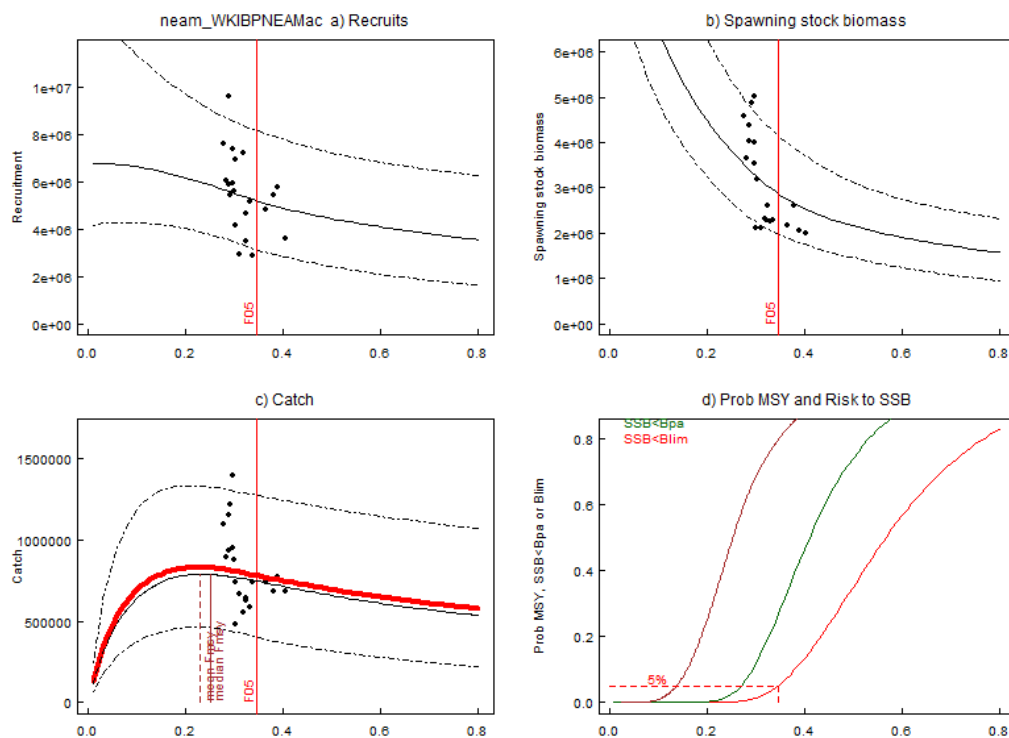 neam_WKIBPNEAMac a) Recruits
Recruitment
0e+00
2e+06
4e+06
6e+06
8e+06
1e+07
F05
0.0 0.2 0.4 0.6 0.8
b) Spawning stock biomass
Spawning stock biomass
0e+00
1e+06
2e+06
3e+06
4e+06
5e+06
6e+06
F05
0.0 0.2 0.4 0.6 0.8
c) Catch
Catch
0
500000
1000000
1500000
mean Fmsy
median Fmsy
F05
0.0 0.2 0.4 0.6 0.8
d) Prob MSY and Risk to SSB
Prob MSY, SSB<Bpa or Blim
0.0
0.2
0.4
0.6
0.8
SSB<Bpa
SSB<Blim
5%
0.0 0.2 0.4 0.6 0.8